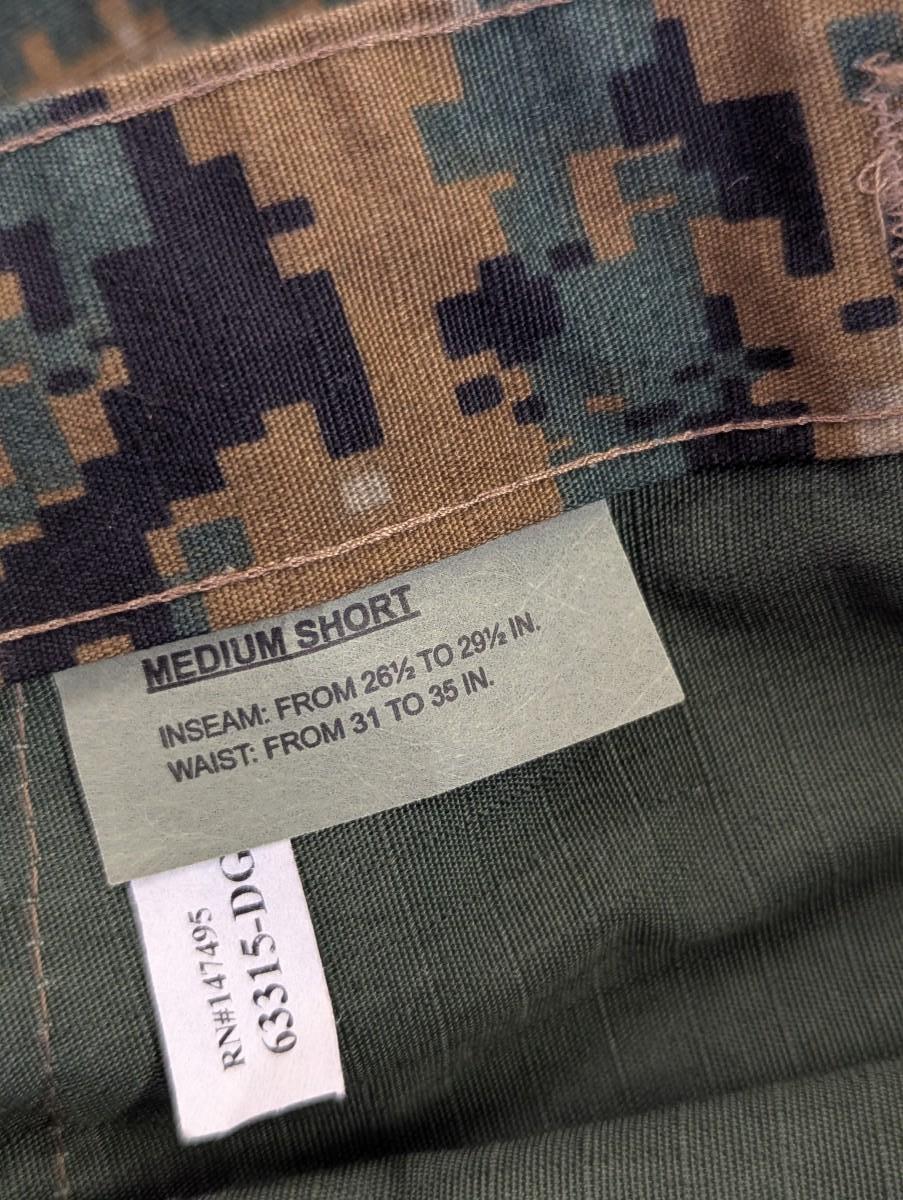 MEDIUM SHORT
INSEAM: FROM 26½ TO 29½ IN.
WAIST: FROM 31 TO 35 IN.
RN#147495
63315-DG